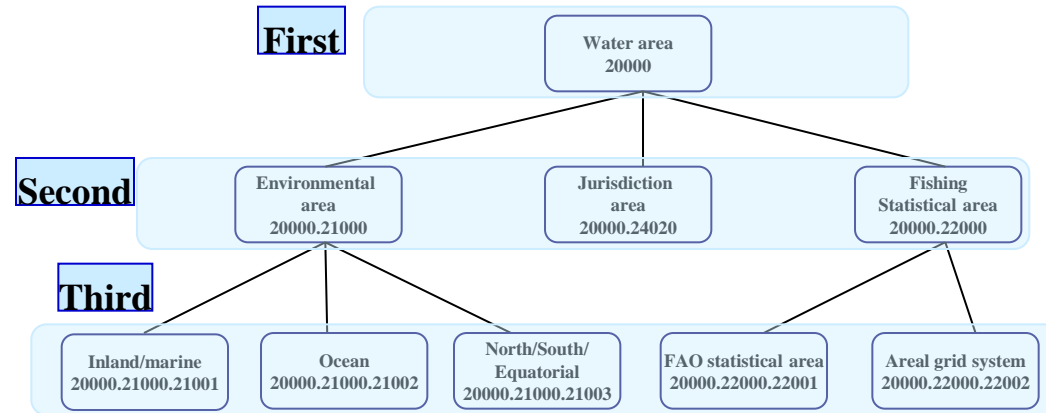 First
Water area
20000
Second
Environmental
area
20000.21000
Jurisdiction
area
20000.24020
Fishing
Statistical area
20000.22000
Third
Inland/marine
20000.21000.21001
Ocean
20000.21000.21002
North/South/
Equatorial
20000.21000.21003
FAO statistical area
20000.22000.22001
Areal grid system
20000.22000.22002